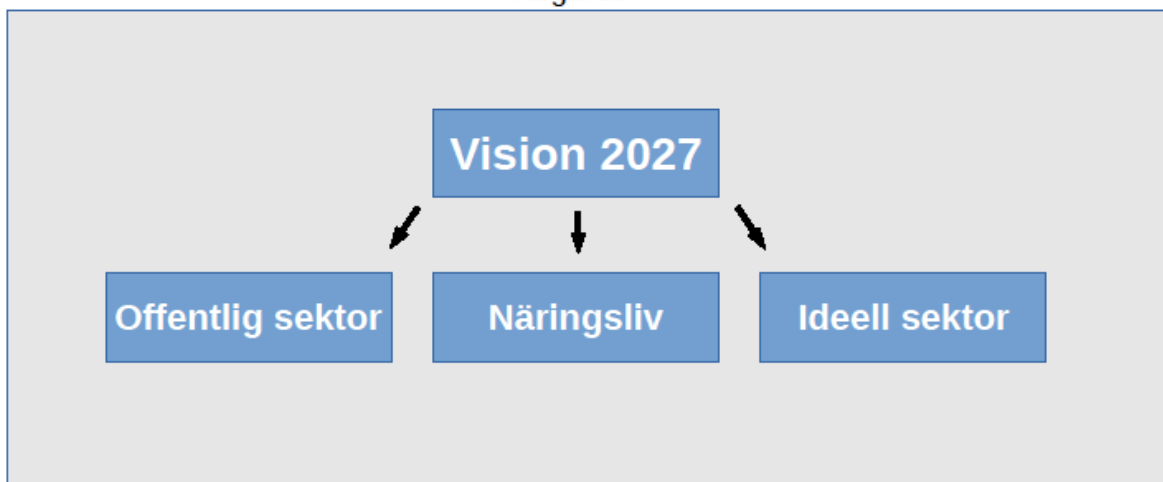 Vision 2027
Offentlig sektor
Näringsliv
Ideell sektor